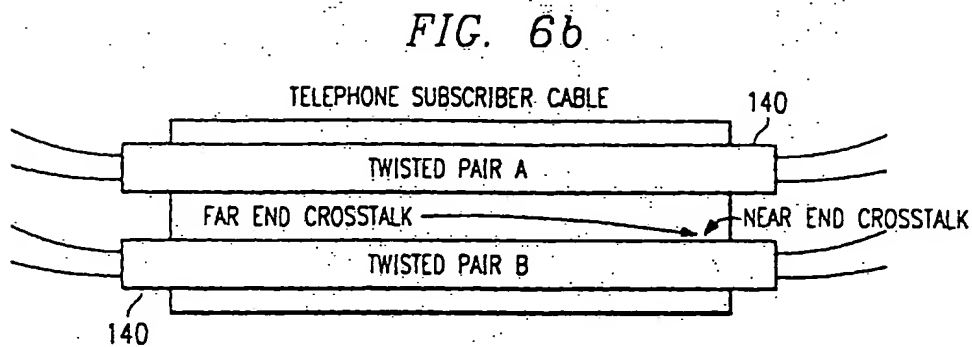 FIG. 6b
TELEPHONE SUBSCRIBER CABLE
140
TWISTED PAIR A
FAR END CROSSTALK
NEAR END CROSSTALK
TWISTED PAIR B
140